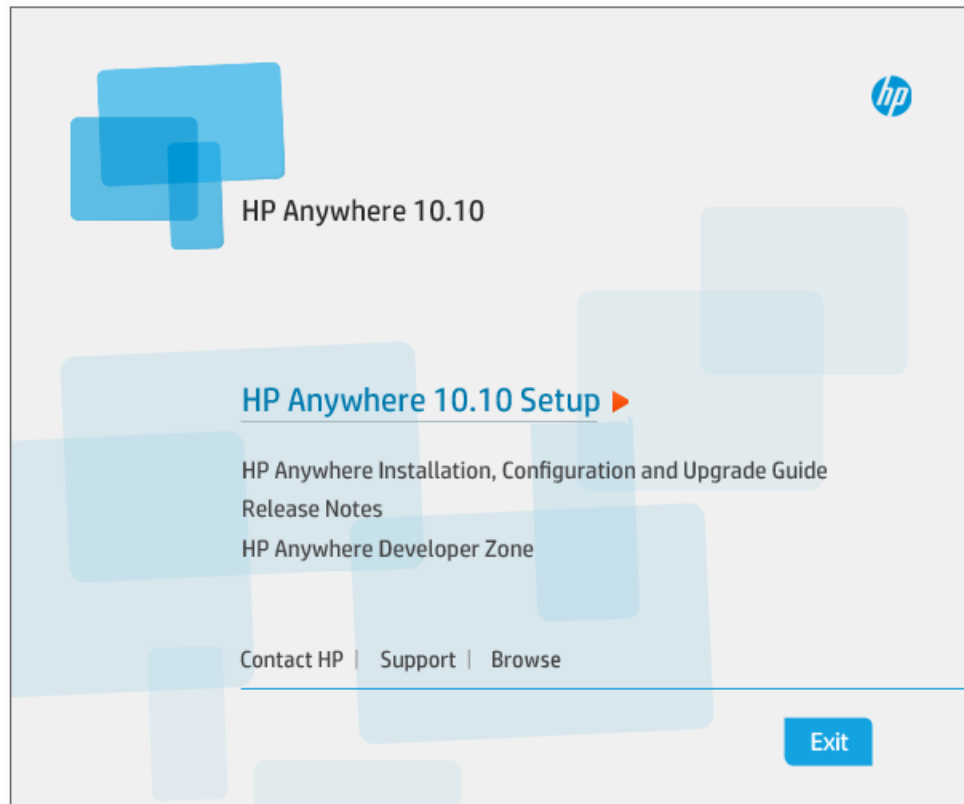 hp
HP Anywhere 10.10
HP Anywhere 10.10 Setup
HP Anywhere Installation, Configuration and Upgrade Guide
Release Notes
HP Anywhere Developer Zone
Contact HP | Support | Browse
Exit